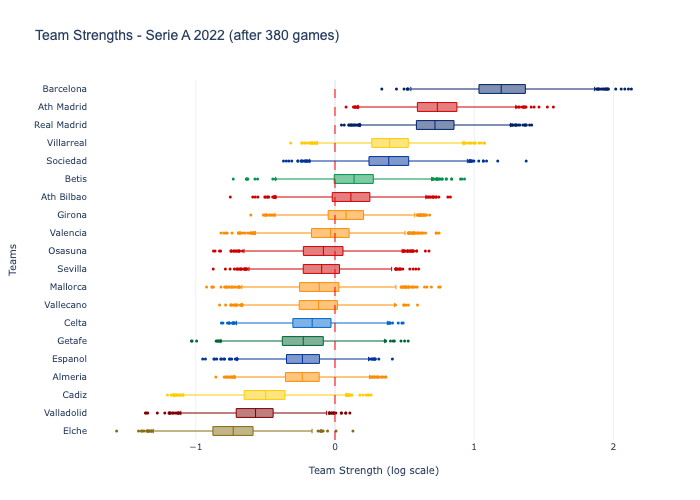 Team Strengths - Serie A 2022 (after 380 games)
Barcelona
Ath Madrid
Real Madrid
Villarreal
Sociedad
Betis
Ath Bilbao
Girona
Valencia
Osasuna
Sevilla
Mallorca
Vallecano
Celta
Getafe
Espanol
Almeria
Cadiz
Valladolid
Elche
Teams
−1 0 1 2
Team Strength (log scale)